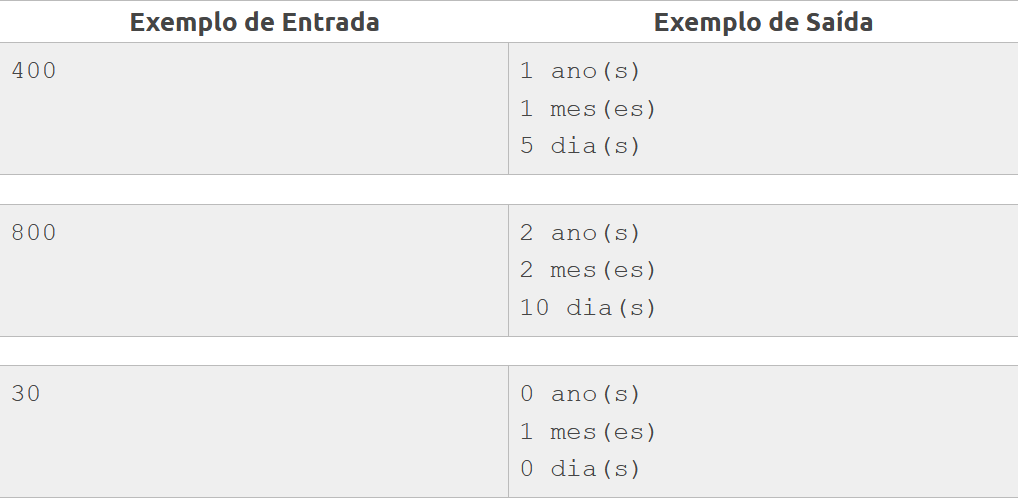 Exemplo de Entrada Exemplo de Saída
400 1 ano(s)
1 mes(es)
5 dia(s)
800 2 ano(s)
2 mes(es)
10 dia(s)
30 0 ano(s)
1 mes(es)
0 dia(s)